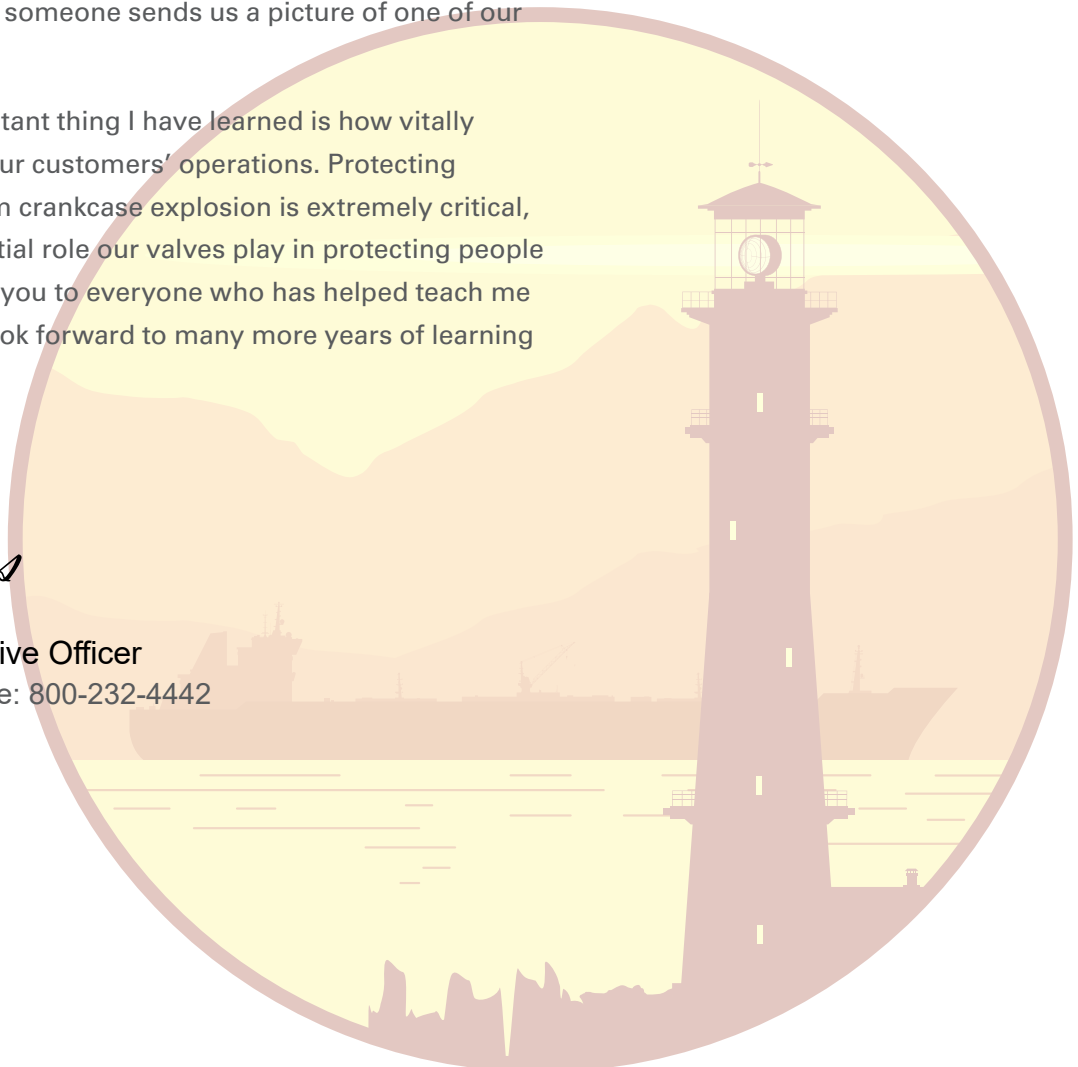 someone sends us a picture of one of our
tant thing I have learned is how vitally
ur customers’ operations. Protecting
n crankcase explosion is extremely critical,
tial role our valves play in protecting people
you to everyone who has helped teach me
ok forward to many more years of learning
ive Officer
e: 800-232-4442